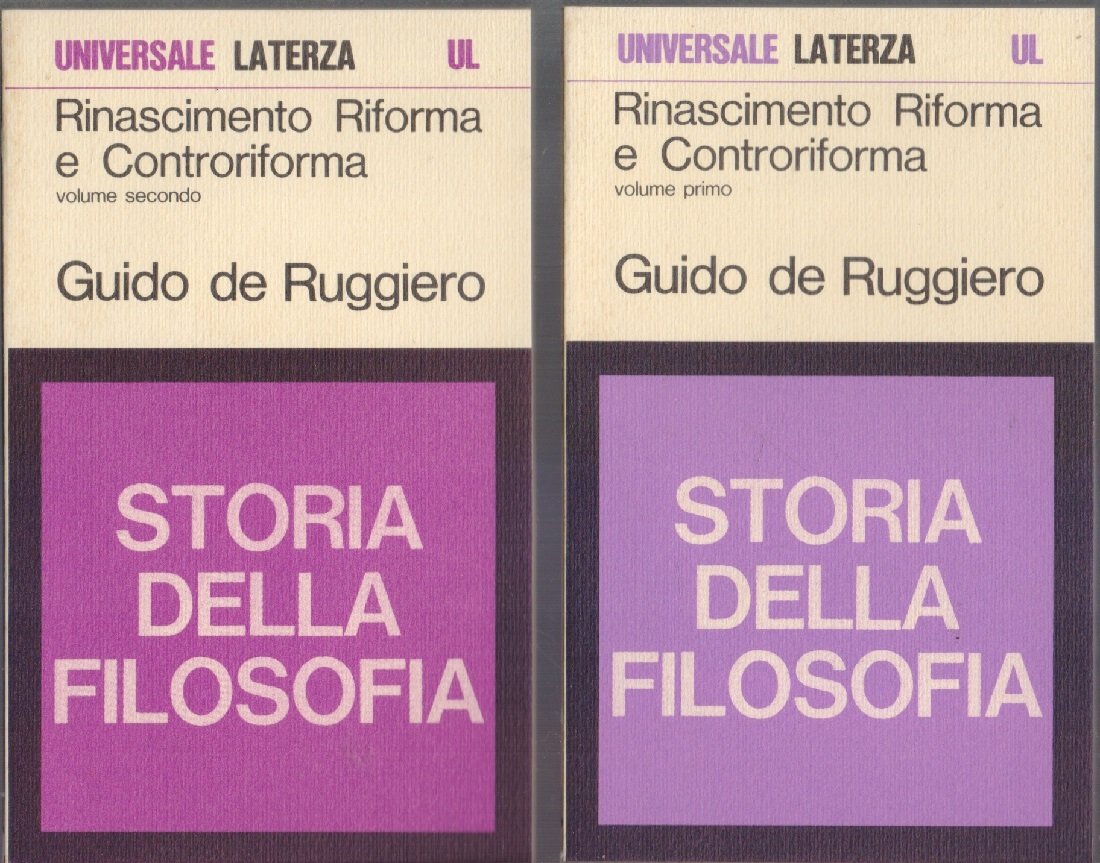 UNIVERSALE LATERZA UL
Rinascimento Riforma
e Controriforma
volume secondo
Guido de Ruggiero
STORIA
DELLA
FILOSOFIA
UNIVERSALE LATERZA UL
Rinascimento Riforma
e Controriforma
volume primo
Guido de Ruggiero
STORIA
DELLA
FILOSOFIA